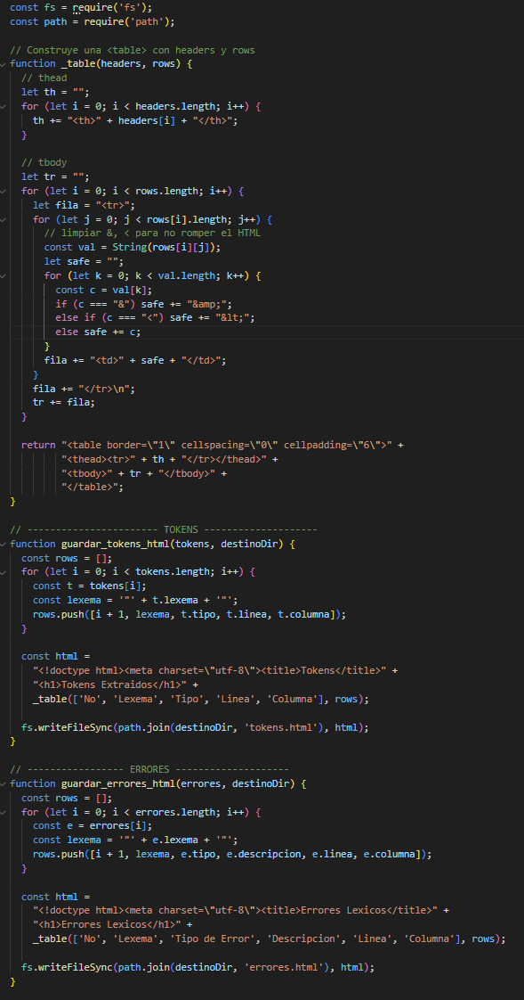 const fs = require('fs');
const path = require('path');
// Construye una <table> con headers y rows
function _table(headers, rows) {
  // thead
  let th = "";
  for (let i = 0; i < headers.length; i++) {
    th += "<th>" + headers[i] + "</th>";
  }
  // tbody
  let tr = "";
  for (let i = 0; i < rows.length; i++) {
    let fila = "<tr>";
    for (let j = 0; j < rows[i].length; j++) {
      // limpiar &, < para no romper el HTML
      const val = String(rows[i][j]);
      let safe = "";
      for (let k = 0; k < val.length; k++) {
        const c = val[k];
        if (c === "&") safe += "&amp;";
        else if (c === "<") safe += "&lt;";
        else safe += c;
      }
      fila += "<td>" + safe + "</td>";
    }
    fila += "</tr>\n";
    tr += fila;
  }
  return "<table border=\"1\" cellspacing=\"0\" cellpadding=\"6\">" +
         "<thead><tr>" + th + "</tr></thead>" +
         "<tbody>" + tr + "</tbody>" +
         "</table>";
}
// ----------------------- TOKENS --------------------
function guardar_tokens_html(tokens, destinoDir) {
  const rows = [];
  for (let i = 0; i < tokens.length; i++) {
    const t = tokens[i];
    const lexema = '"' + t.lexema + '"';
    rows.push([i + 1, lexema, t.tipo, t.linea, t.columna]);
  }
  const html =
    "<!doctype html><meta charset=\"utf-8\"><title>Tokens</title>" +
    "<h1>Tokens Extraidos</h1>" +
    _table(['No', 'Lexema', 'Tipo', 'Linea', 'Columna'], rows);
  fs.writeFileSync(path.join(destinoDir, 'tokens.html'), html);
}
// ----------------- ERRORES --------------------
function guardar_errores_html(errores, destinoDir) {
  const rows = [];
  for (let i = 0; i < errores.length; i++) {
    const e = errores[i];
    const lexema = '"' + e.lexema + '"';
    rows.push([i + 1, lexema, e.tipo, e.descripcion, e.linea, e.columna]);
  }
  const html =
    "<!doctype html><meta charset=\"utf-8\"><title>Errores Lexicos</title>" +
    "<h1>Errores Lexicos</h1>" +
    _table(['No', 'Lexema', 'Tipo de Error', 'Descripcion', 'Linea', 'Columna'], rows);
  fs.writeFileSync(path.join(destinoDir, 'errores.html'), html);
}